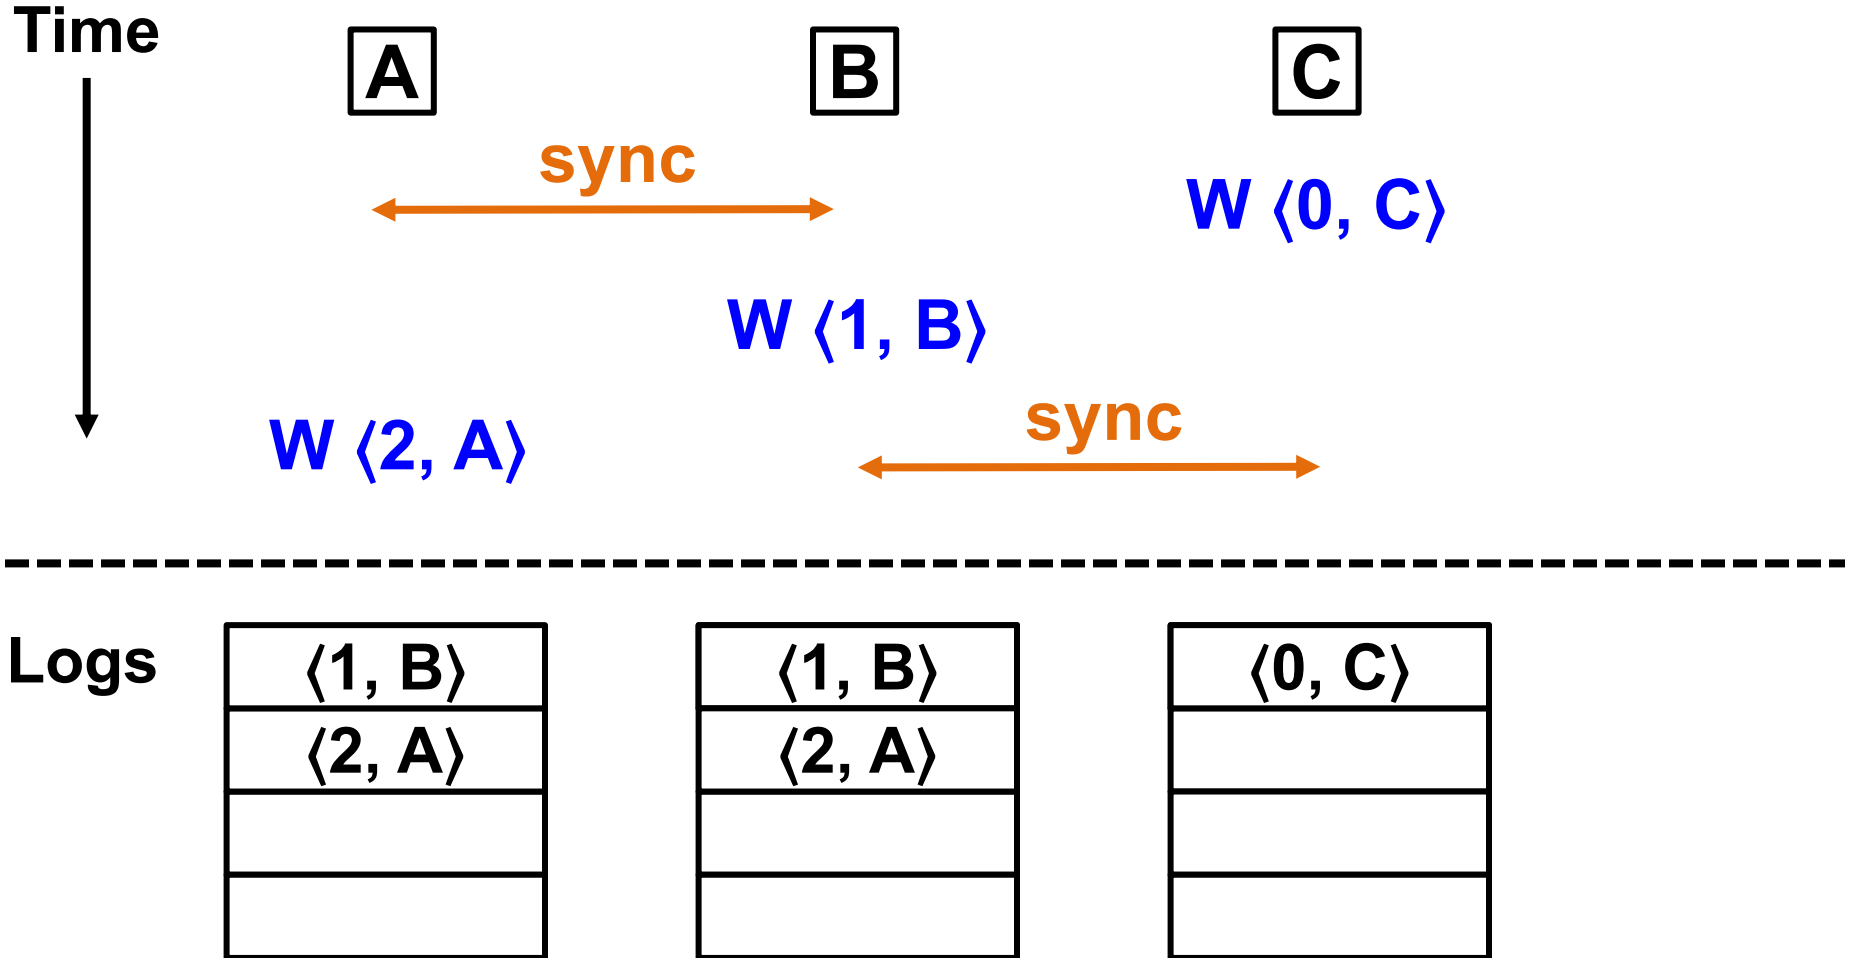 Time
A B C
sync
W ⟨0, C⟩
W ⟨1, B⟩
sync
W ⟨2, A⟩
Logs
⟨1, B⟩ ⟨1, B⟩ ⟨0, C⟩
⟨2, A⟩ ⟨2, A⟩